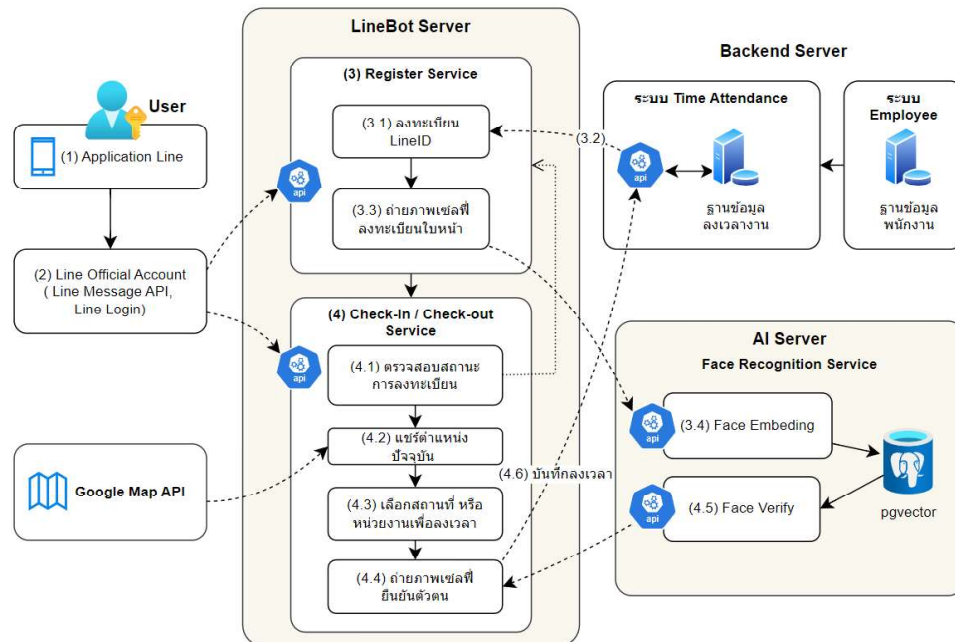 LineBot Server
(3) Register Service
(3.1) ลงทะเบียน
LineID
(3.3) ถ่ายภาพเซลฟี่
ลงทะเบียนใบหน้า
api
User
(1) Application Line
(2) Line Official Account
( Line Message API,
Line Login)
Google Map API
(4) Check-In / Check-out
Service
api
(4.1) ตรวจสอบสถานะ
การลงทะเบียน
(4.2) แชร์ตำแหน่ง
ปัจจุบัน
(4.3) เลือกสถานที่ หรือ
หน่วยงานเพื่อลงเวลา
(4.4) ถ่ายภาพเซลฟี่
ยืนยันตัวตน
(3.2)
(4.6) บันทึกลงเวลา
Backend Server
ระบบ Time Attendance
api
ฐานข้อมูล
ลงเวลางาน
ระบบ
Employee
ฐานข้อมูล
พนักงาน
AI Server
Face Recognition Service
api
(3.4) Face Embeding
api
(4.5) Face Verify
pgvector